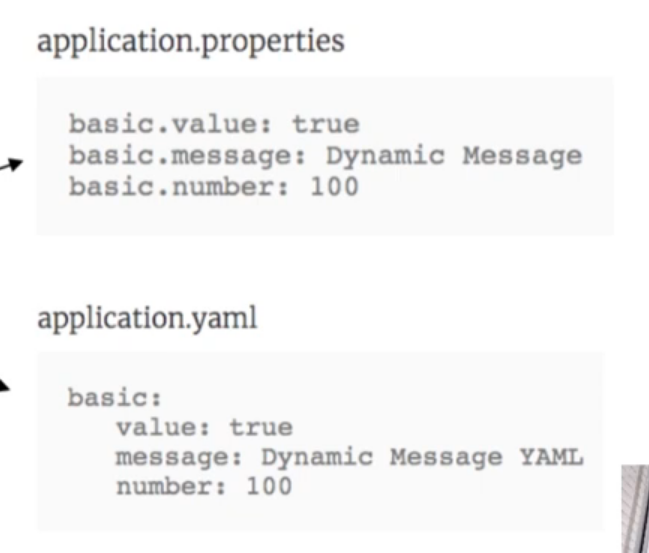 application.properties
basic.value: true
basic.message: Dynamic Message
basic.number: 100
application.yaml
basic:
value: true
message: Dynamic Message YAML
number: 100